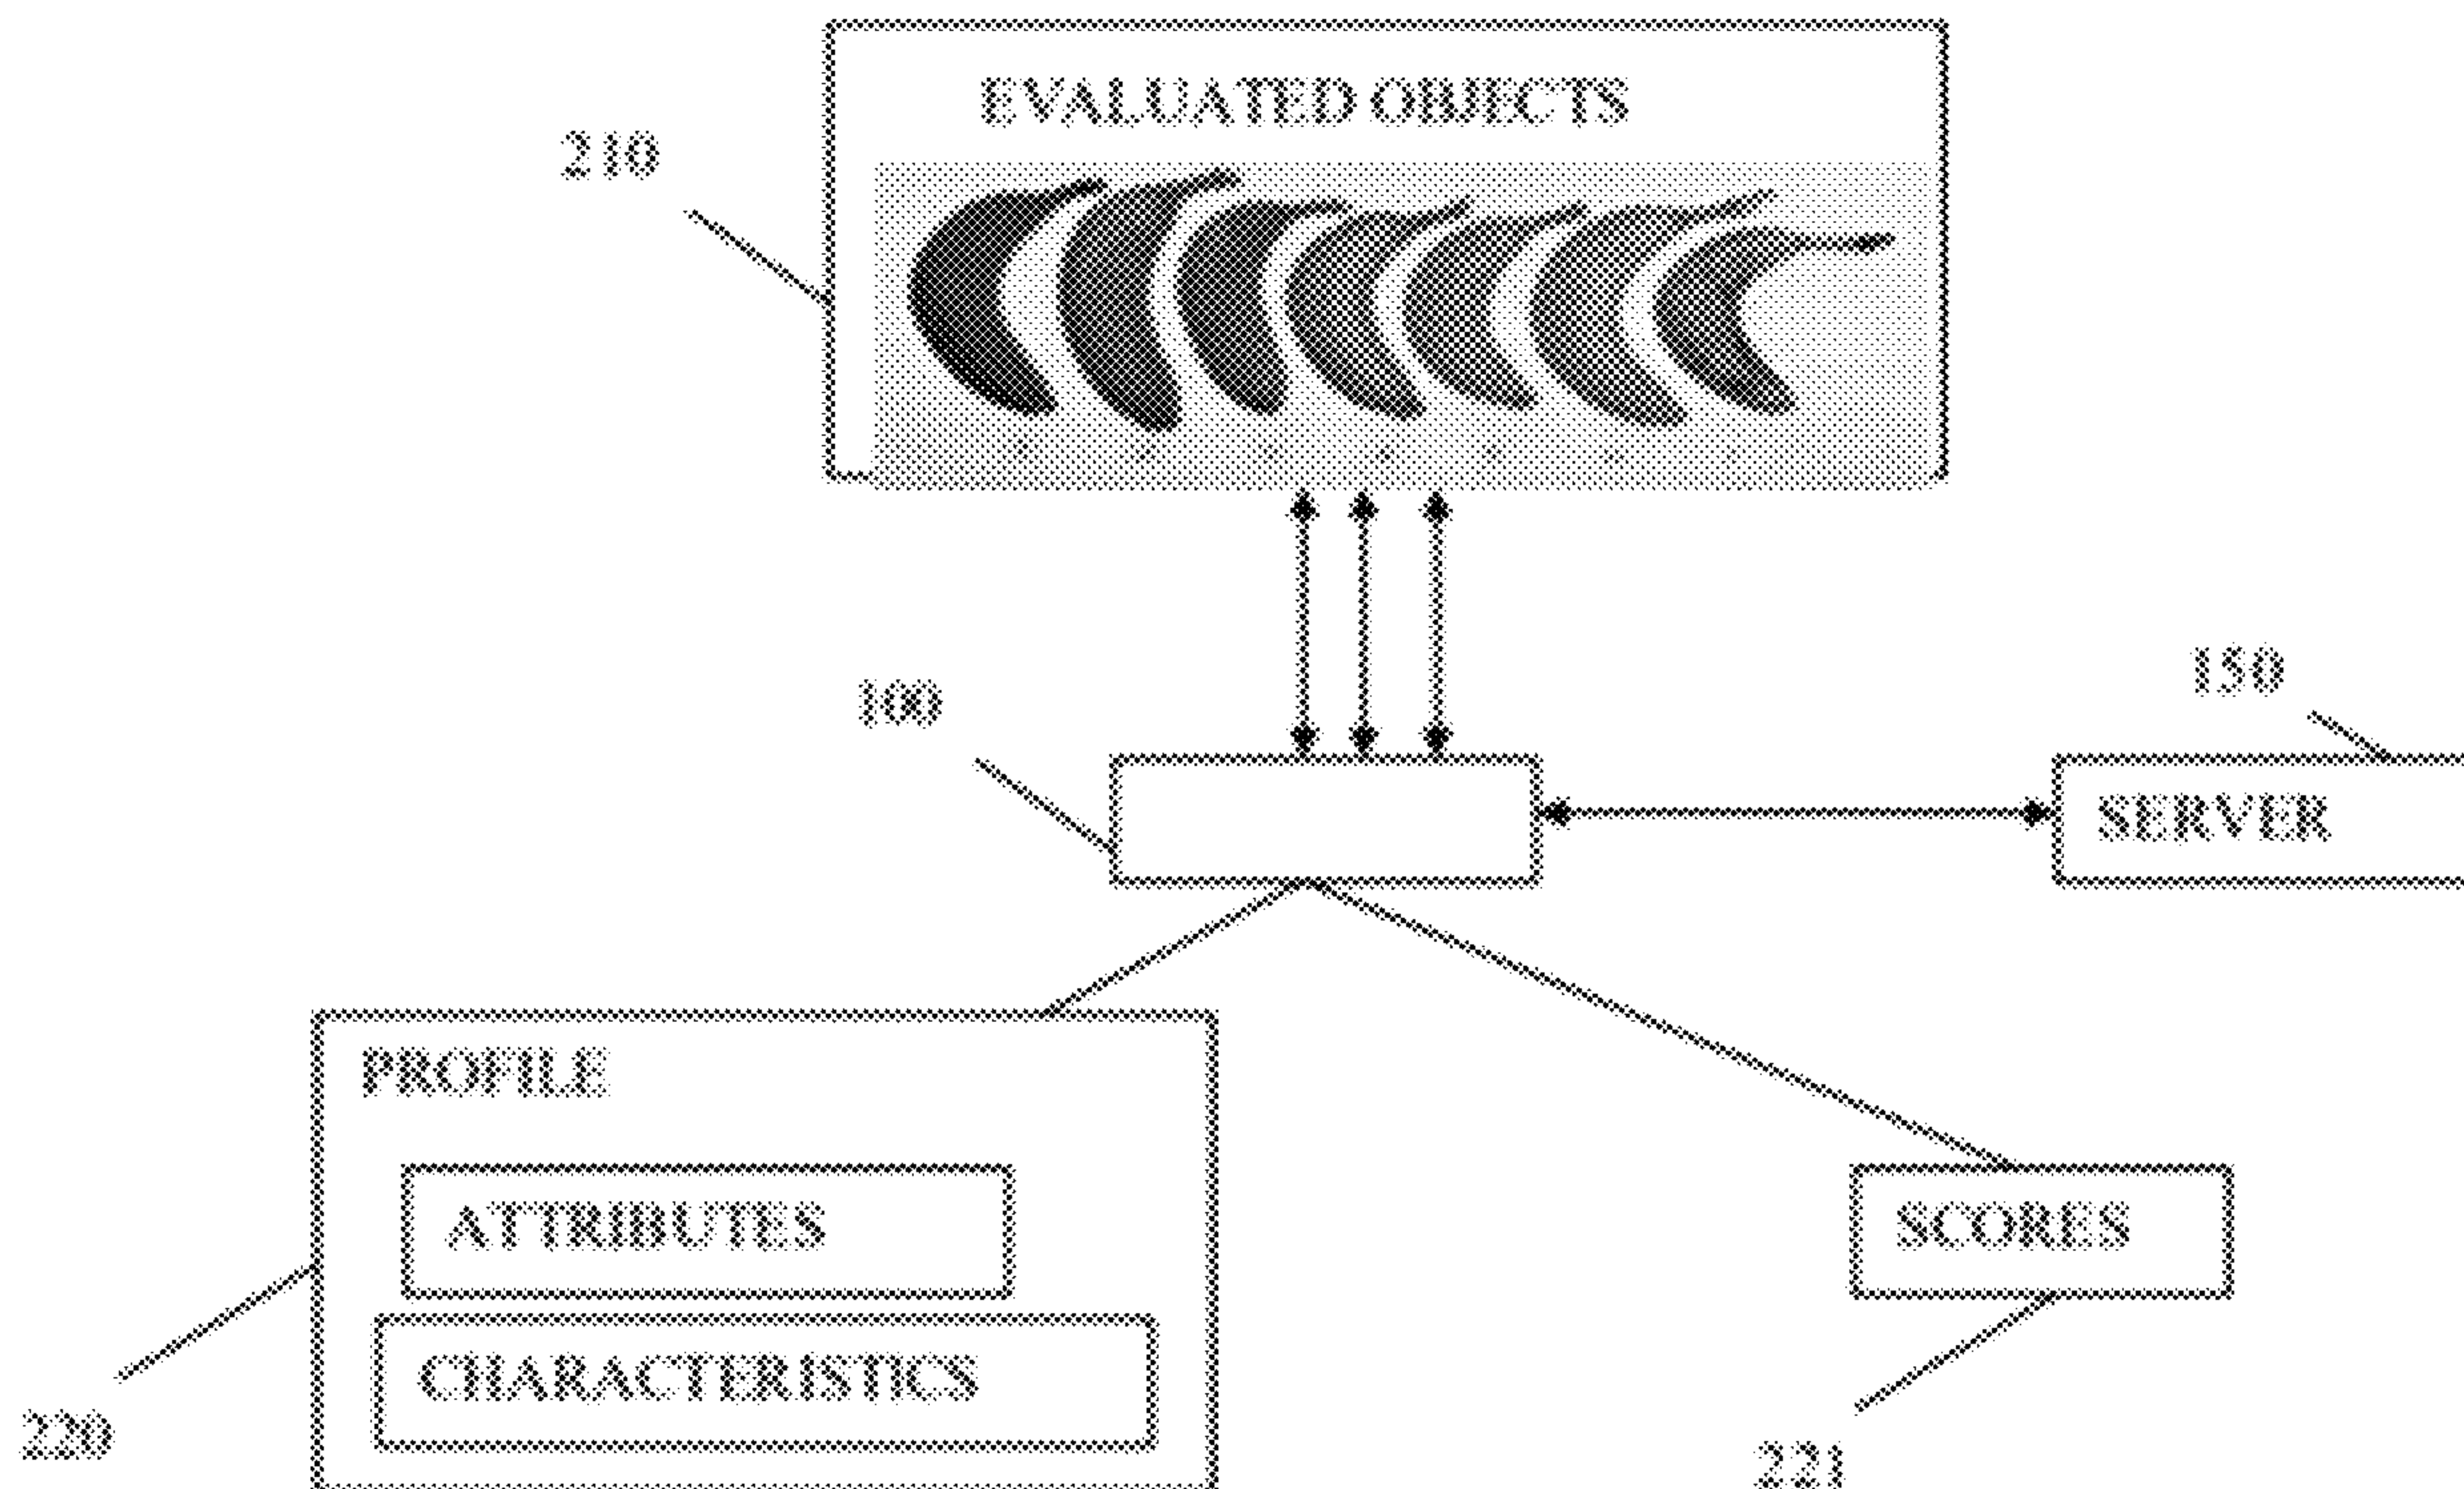 EVALUATED OBJECTS
210
100
150
SERVER
PROFILE
ATTRIBUTES
SCORES
CHARACTERISTICS
220
221